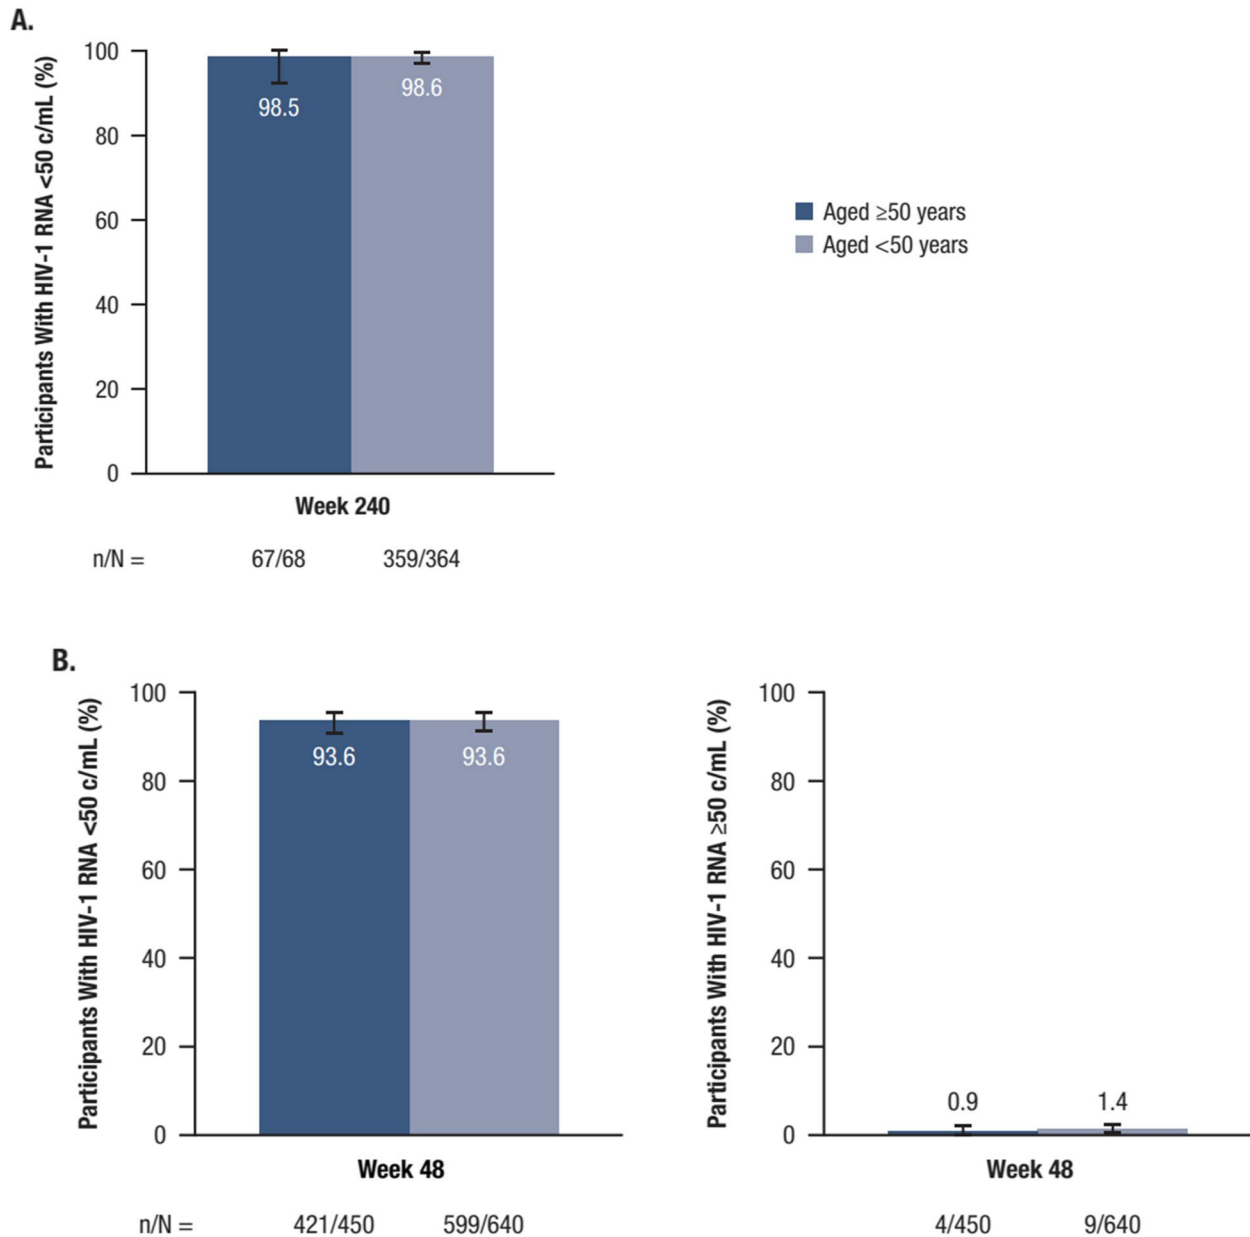 A.
Participants With HIV-1 RNA <50 c/mL (%)
100
80
60
40
20
0
98.5
98.6
Week 240
n/N = 67/68 359/364
Aged ≥50 years
Aged <50 years
B.
Participants With HIV-1 RNA <50 c/mL (%)
100
80
60
40
20
0
93.6
93.6
Week 48
n/N = 421/450 599/640
Participants With HIV-1 RNA ≥50 c/mL (%)
100
80
60
40
20
0
0.9
1.4
Week 48
4/450 9/640